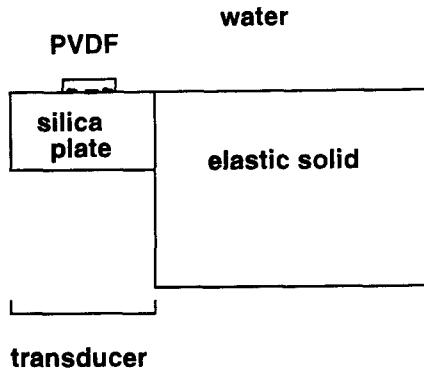 water
PVDF
silica
plate
elastic solid
transducer